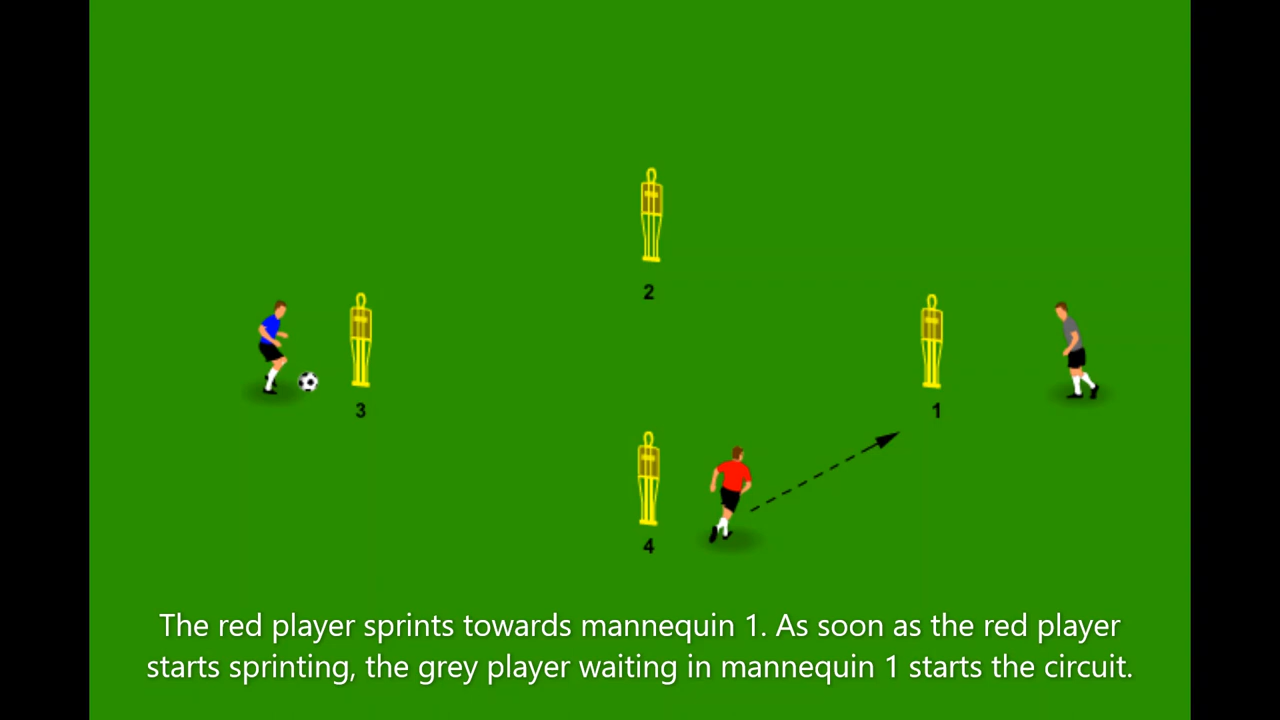 2
3
1
4
The red player sprints towards mannequin 1. As soon as the red player
starts sprinting, the grey player waiting in mannequin 1 starts the circuit.